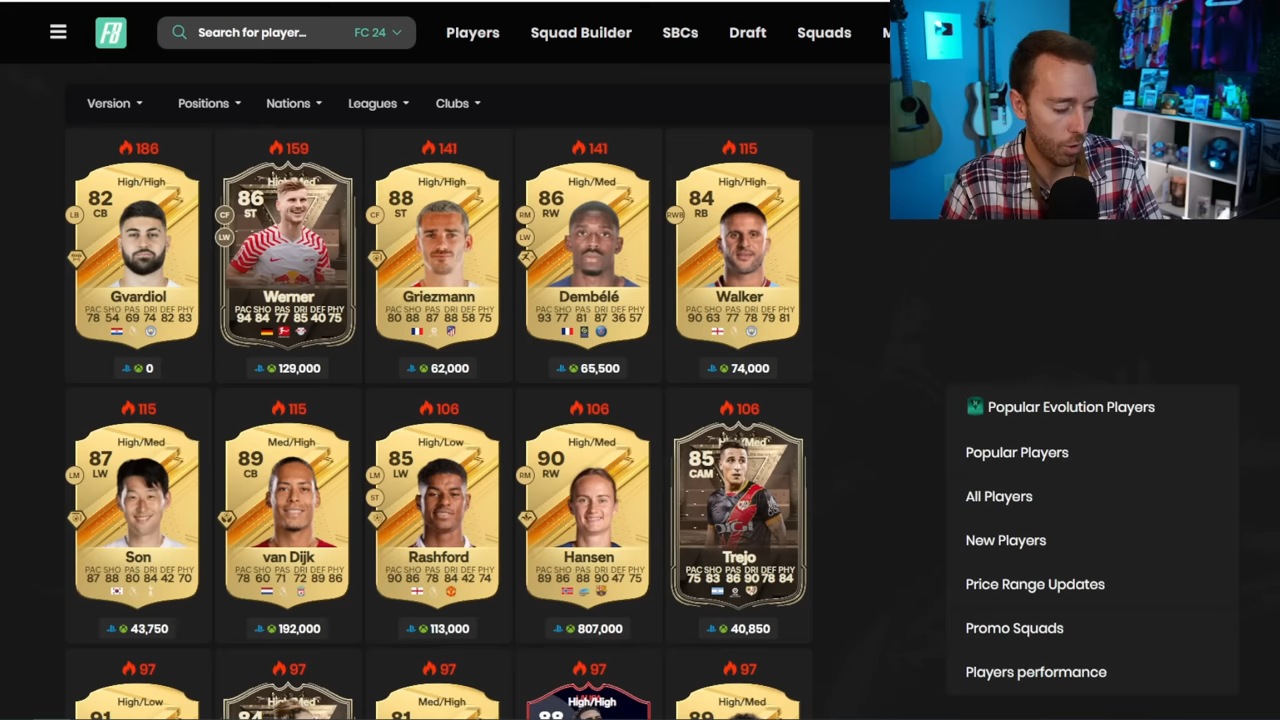 FB Search for player... FC 24 Players Squad Builder SBCs Draft Squads M
Version Positions Nations Leagues Clubs
186 159 141 141 115
High/High High/Med High/High High/Med High/High
82 86 88 86 84
CB ST ST RW RB
LB CF CF RM RWB
LW LW
Gvardiol Werner Griezmann Dembélé Walker
PAC SHO PAS DRI DEF PHY PAC SHO PAS DRI DEF PHY PAC SHO PAS DRI DEF PHY PAC SHO PAS DRI DEF PHY PAC SHO PAS DRI DEF PHY
78 54 69 74 82 83 94 84 77 85 40 75 80 88 87 88 58 75 93 77 81 87 36 57 90 63 77 78 79 81
0 129,000 62,000 65,500 74,000
115 115 106 106 106
High/Med Med/High High/Low High/Med High/Med
87 89 85 90 85
LW CB LW RW CAM
LM LM RM
ST
Son van Dijk Rashford Hansen Trejo
PAC SHO PAS DRI DEF PHY PAC SHO PAS DRI DEF PHY PAC SHO PAS DRI DEF PHY PAC SHO PAS DRI DEF PHY PAC SHO PAS DRI DEF PHY
87 88 80 84 42 70 78 60 71 72 89 86 90 86 78 84 42 74 89 86 88 90 47 75 75 83 86 90 78 84
43,750 192,000 113,000 807,000 40,850
97 97 97 97 97
High/Low Med/High High/High
91 84 81 88 89
Popular Evolution Players
Popular Players
All Players
New Players
Price Range Updates
Promo Squads
Players performance